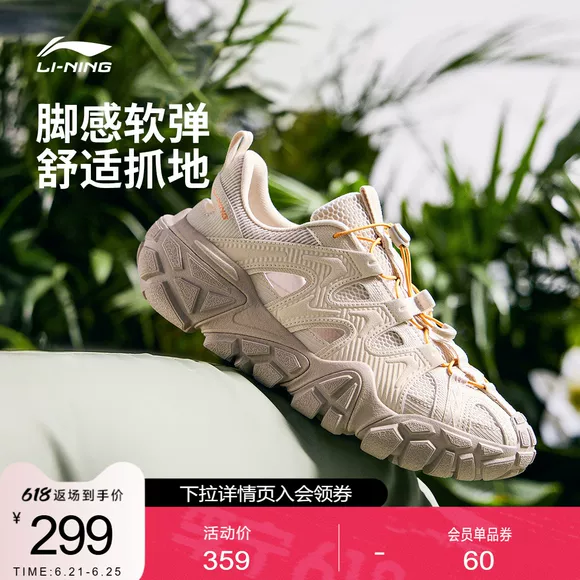 LI-NING
脚感软弹
舒适抓地
618返场到手价
¥299
TIME:6.21-6.25
下拉详情页入会领券
活动价
359
-
会员单品券
60